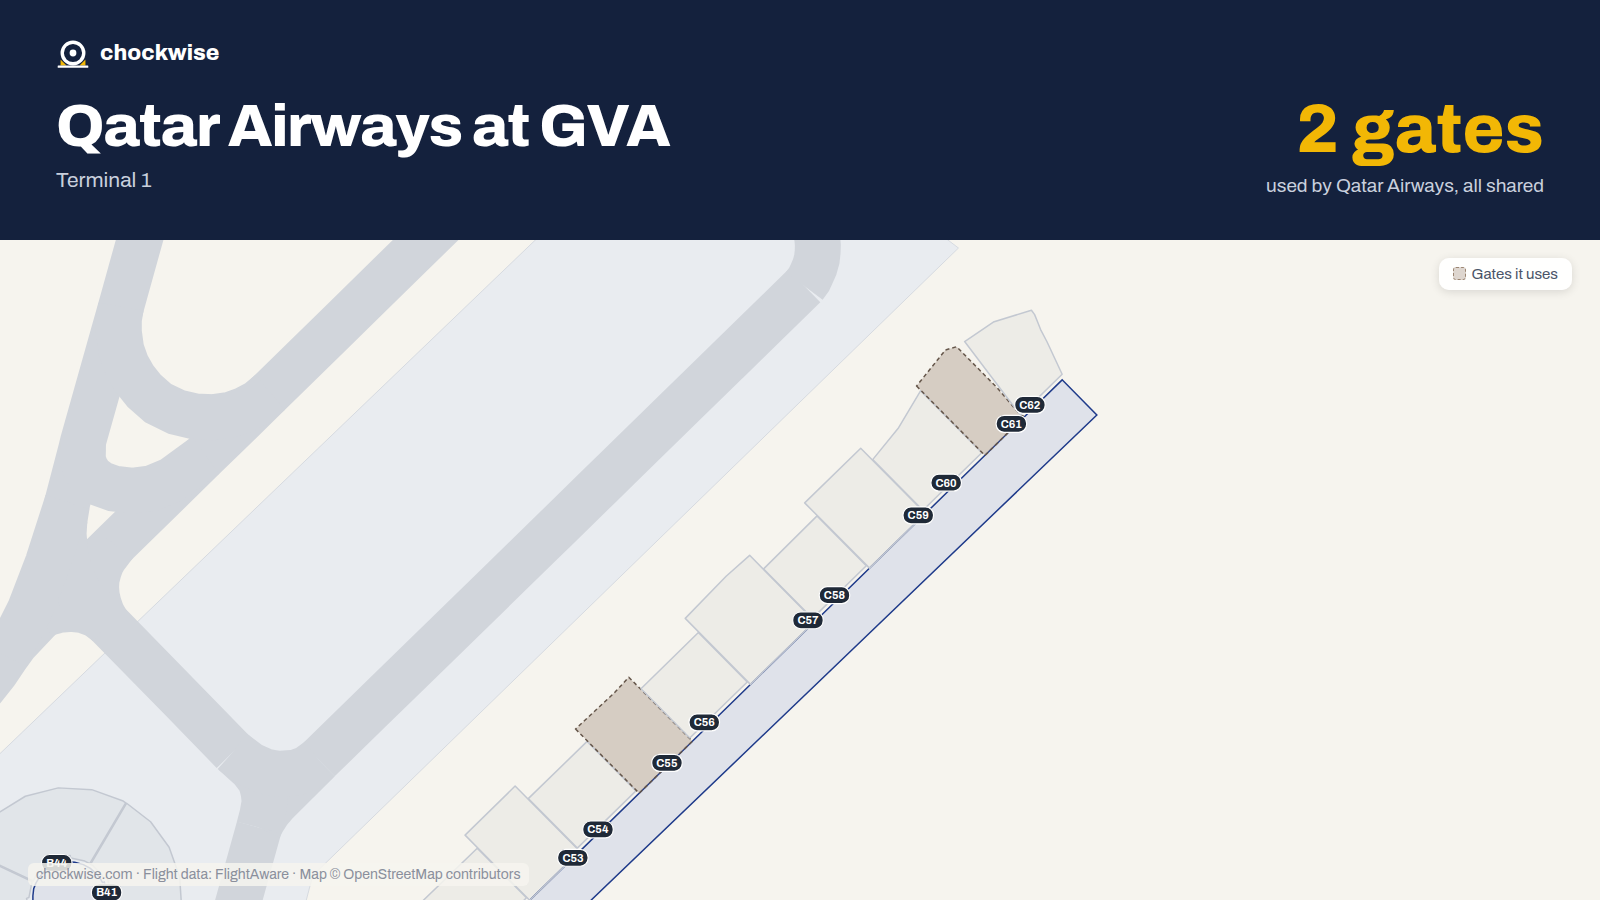 chockwise
Qatar Airways at GVA
Terminal 1
2 gates
used by Qatar Airways, all shared
Gates it uses
C62
C61
C60
C59
C58
C57
C56
C55
C54
C53
B44
chockwise.com · Flight data: FlightAware · Map © OpenStreetMap contributors
B41